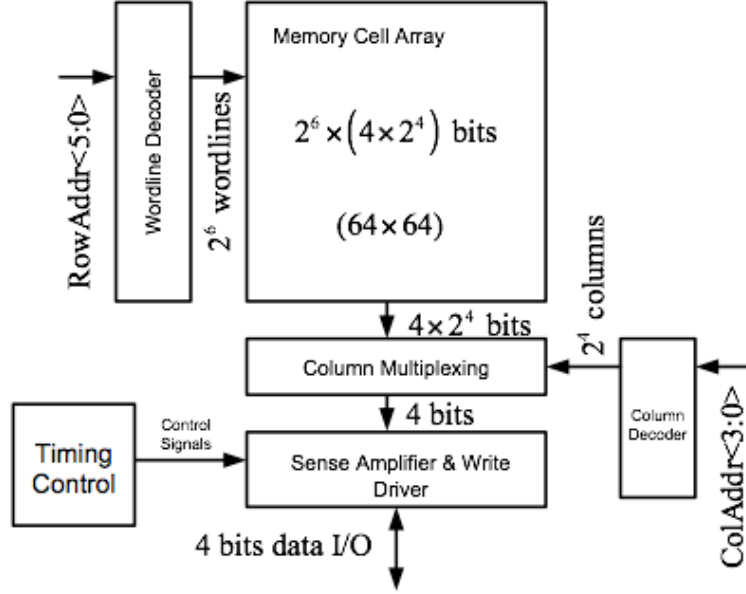 Memory Cell Array
RowAddr<5:0>
Wordline Decoder
2⁶ wordlines
2⁶ × (4 × 2⁴) bits
(64 × 64)
4 × 2⁴ bits
2⁴ columns
Column Multiplexing
Column
Decoder
ColAddr<3:0>
4 bits
Timing
Control
Control
Signals
Sense Amplifier & Write
Driver
4 bits data I/O